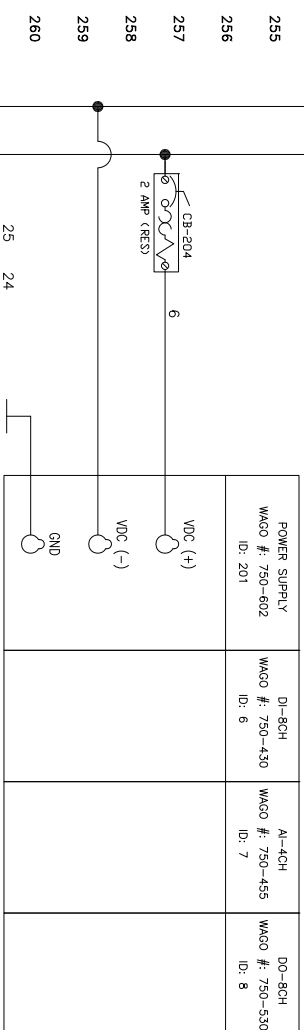 255
256
257
258
259
260
CB-204
2 AMP (RES)
6
25 24
POWER SUPPLY
WAGO #: 750-602
ID: 201
VDC (+)
VDC (-)
GND
DI-8CH
WAGO #: 750-430
ID: 6
AI-4CH
WAGO #: 750-455
ID: 7
DO-8CH
WAGO #: 750-530
ID: 8